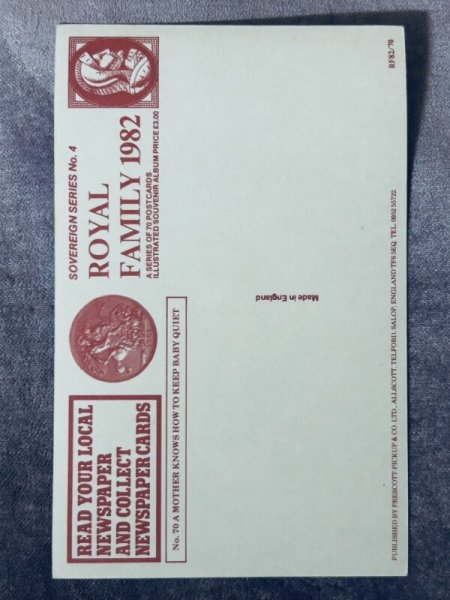 READ YOUR LOCAL
NEWSPAPER
AND COLLECT
NEWSPAPER CARDS
SOVEREIGN SERIES No. 4
ROYAL
FAMILY 1982
A SERIES OF 70 POSTCARDS
ILLUSTRATED SOUVENIR ALBUM PRICE £3.00
No. 70 A MOTHER KNOWS HOW TO KEEP BABY QUIET
Made in England
PUBLISHED BY PRESCOTT-PICKUP & CO. LTD., ALLSCOTT, TELFORD, SALOP, ENGLAND TF6 5EQ. TEL. 0952 55722.
RF82/70